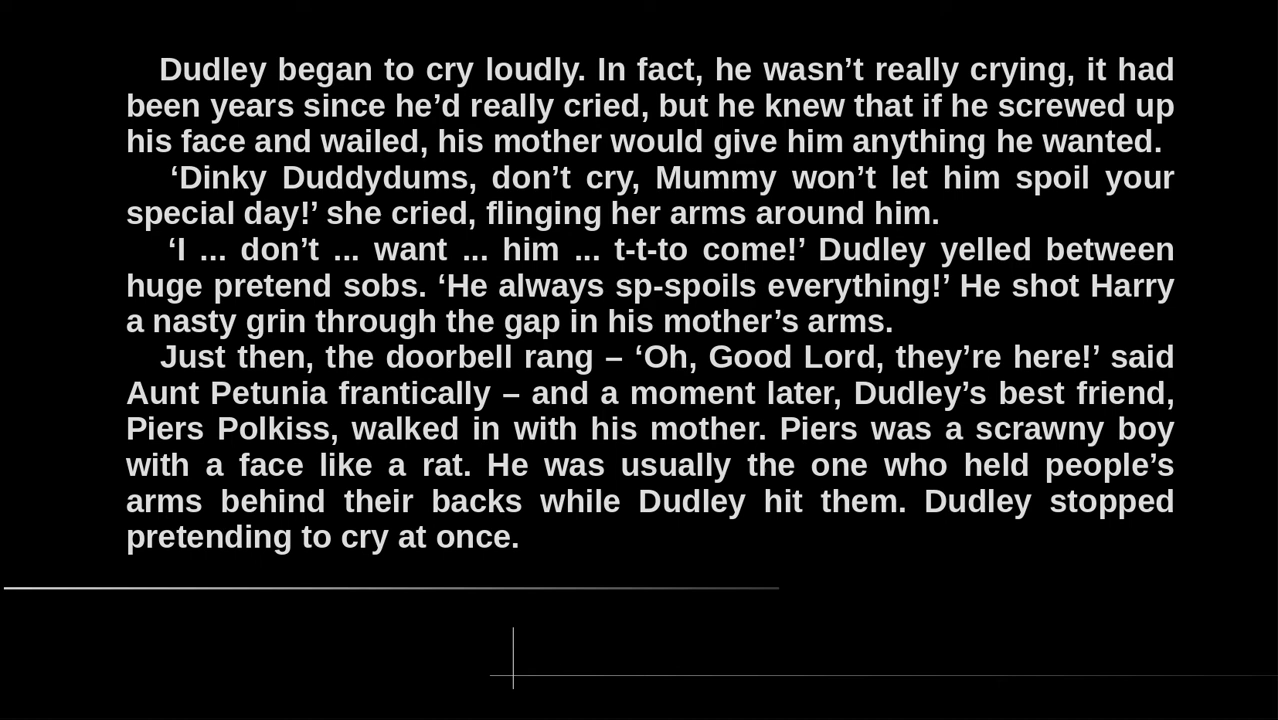 Dudley began to cry loudly. In fact, he wasn’t really crying, it had
been years since he’d really cried, but he knew that if he screwed up
his face and wailed, his mother would give him anything he wanted.
‘Dinky Duddydums, don’t cry, Mummy won’t let him spoil your
special day!’ she cried, flinging her arms around him.
‘I ... don’t ... want ... him ... t-t-to come!’ Dudley yelled between
huge pretend sobs. ‘He always sp-spoils everything!’ He shot Harry
a nasty grin through the gap in his mother’s arms.
Just then, the doorbell rang – ‘Oh, Good Lord, they’re here!’ said
Aunt Petunia frantically – and a moment later, Dudley’s best friend,
Piers Polkiss, walked in with his mother. Piers was a scrawny boy
with a face like a rat. He was usually the one who held people’s
arms behind their backs while Dudley hit them. Dudley stopped
pretending to cry at once.